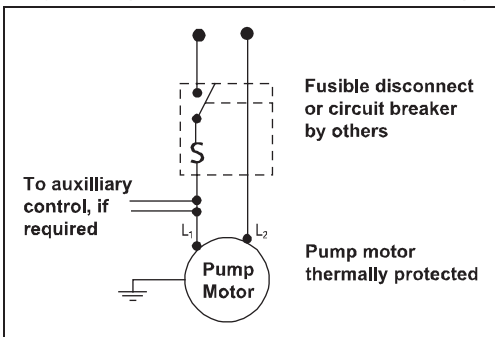 Fusible disconnect
or circuit breaker
by others
To auxilliary
control, if
required
L1
L2
Pump
Motor
Pump motor
thermally protected